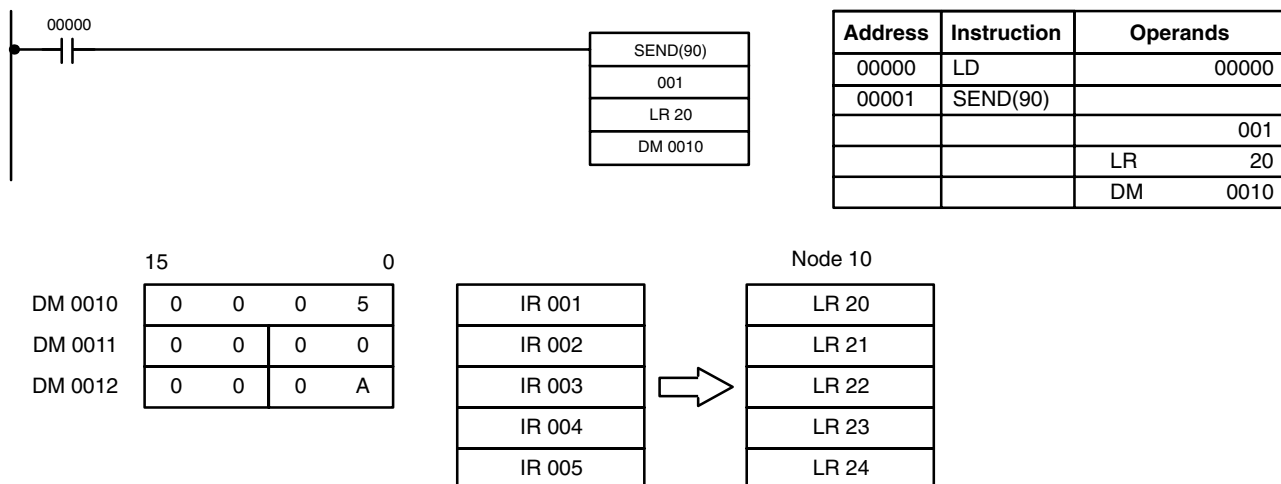 00000
SEND(90)
001
LR 20
DM 0010
Address Instruction Operands
00000 LD 00000
00001 SEND(90)
001
LR 20
DM 0010
15 0
DM 0010 0 0 0 5
DM 0011 0 0 0 0
DM 0012 0 0 0 A
IR 001
IR 002
IR 003
IR 004
IR 005
Node 10
LR 20
LR 21
LR 22
LR 23
LR 24